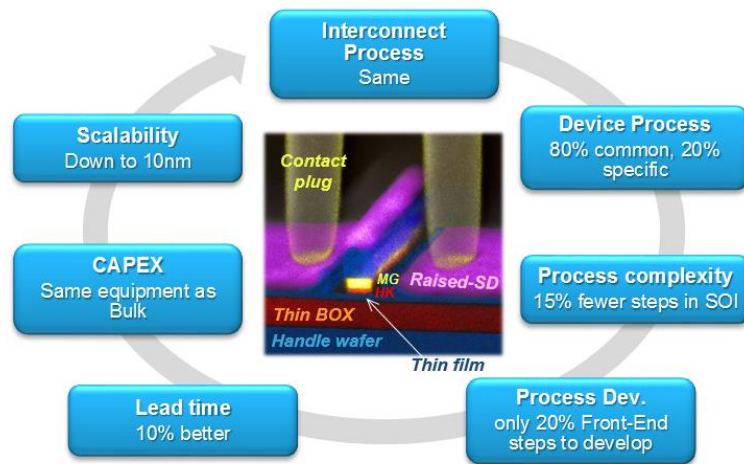 Interconnect
Process
Same
Device Process
80% common, 20%
specific
Process complexity
15% fewer steps in SOI
Process Dev.
only 20% Front-End
steps to develop
Lead time
10% better
CAPEX
Same equipment as
Bulk
Scalability
Down to 10nm
Contact
plug
MG
HK
Raised-SD
Thin BOX
Handle wafer
Thin film